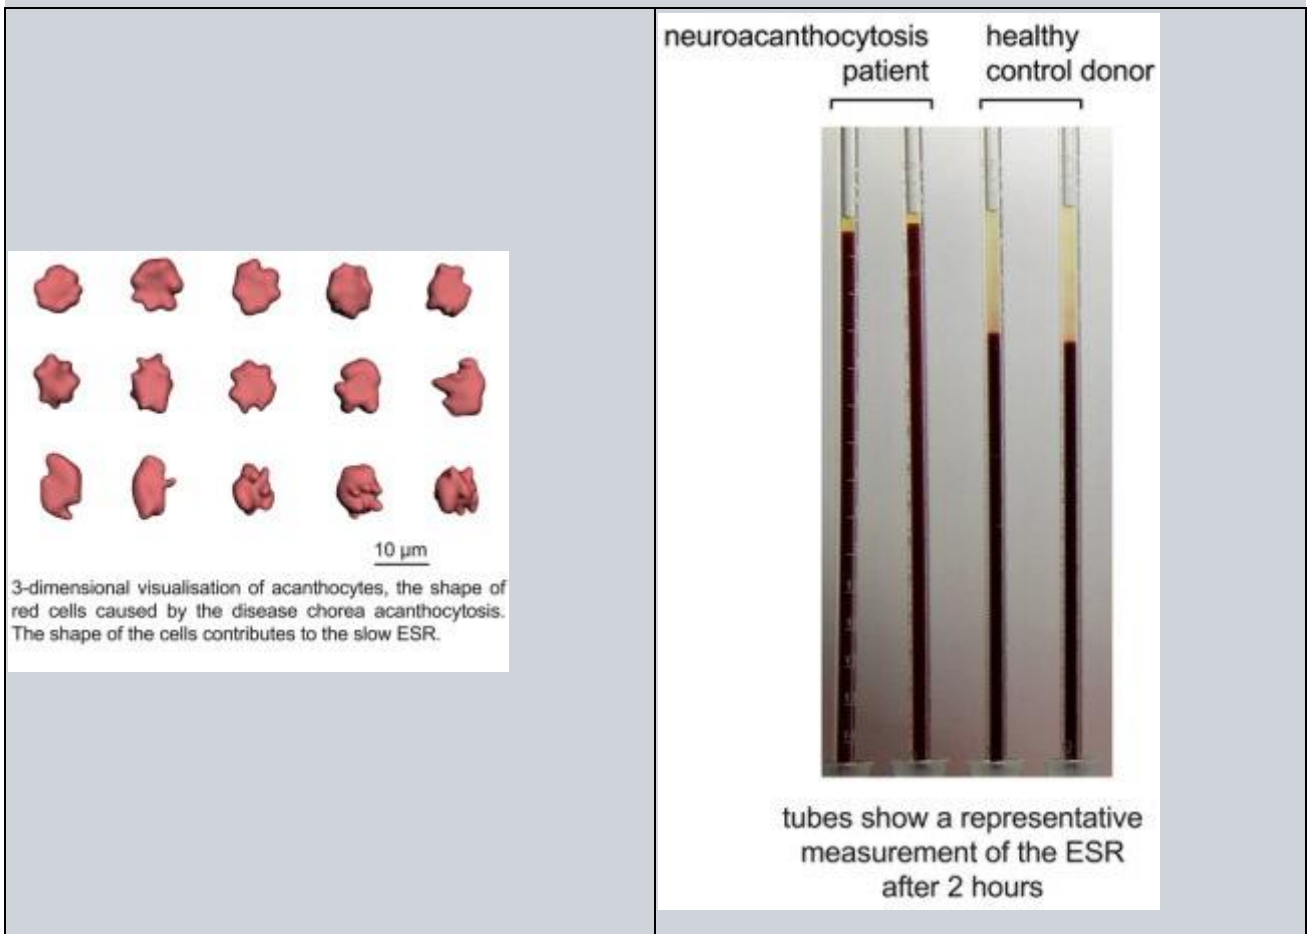 10 µm
3-dimensional visualisation of acanthocytes, the shape of
red cells caused by the disease chorea acanthocytosis.
The shape of the cells contributes to the slow ESR.
neuroacanthocytosis
patient
healthy
control donor
tubes show a representative
measurement of the ESR
after 2 hours